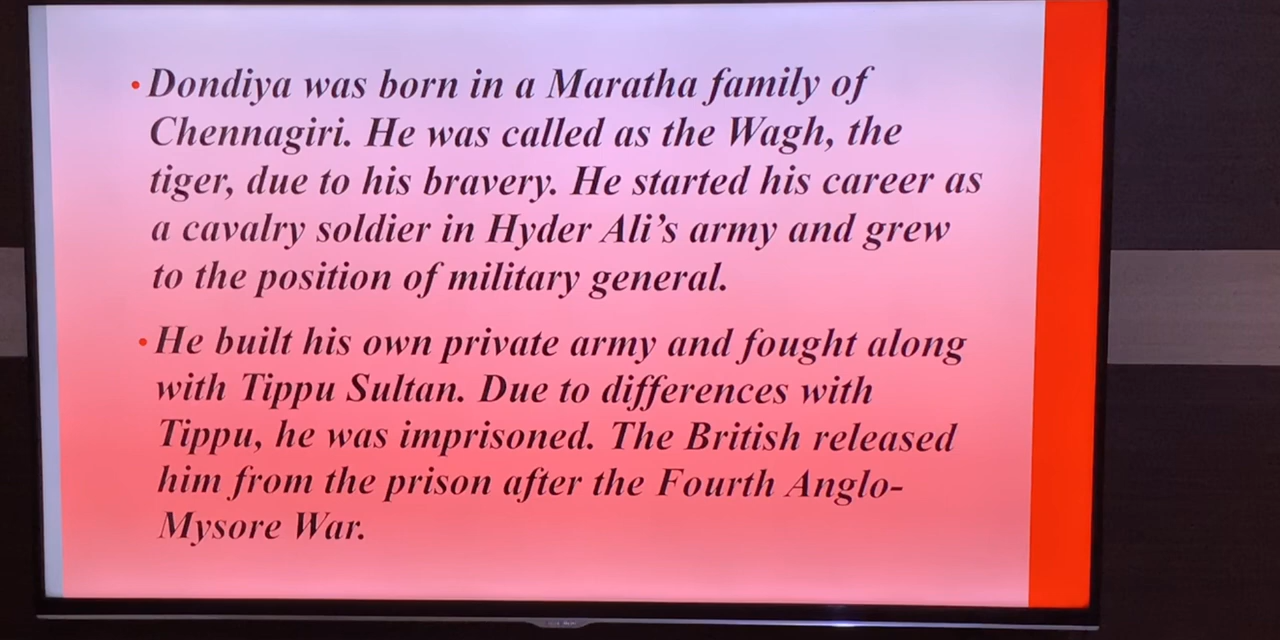 • Dondiya was born in a Maratha family of
Chennagiri. He was called as the Wagh, the
tiger, due to his bravery. He started his career as
a cavalry soldier in Hyder Ali’s army and grew
to the position of military general.
• He built his own private army and fought along
with Tippu Sultan. Due to differences with
Tippu, he was imprisoned. The British released
him from the prison after the Fourth Anglo-
Mysore War.